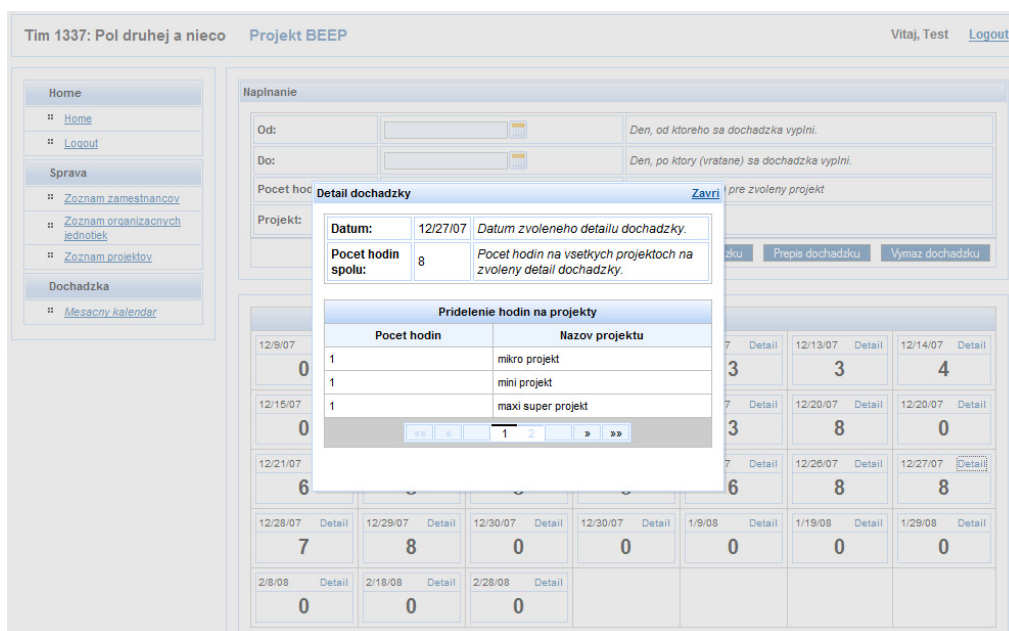 Tim 1337: Pol druhej a nieco Projekt BEEP Vitaj, Test Logout
Home
Home
Logout
Sprava
Zoznam zamestnancov
Zoznam organizacnych
jednotiek
Zoznam projektov
Dochadzka
Mesacny kalendar
Naplnanie
Od: Den, od ktoreho sa dochadzka vyplni.
Do: Den, po ktory (vratane) sa dochadzka vyplni.
Pocet hod pre zvoleny projekt
Projekt:
Prepis dochadzku Vymaz dochadzku
Detail dochadzky Zavri
Datum: 12/27/07 Datum zvoleneho detailu dochadzky.
Pocet hodin
spolu: 8 Pocet hodin na vsetkych projektoch na
zvoleny detail dochadzky.
Pridelenie hodin na projekty
Pocet hodin Nazov projektu
1 mikro projekt
1 mini projekt
1 maxi super projekt
«« « 1 2 » »»
12/9/07 7 Detail 12/13/07 Detail 12/14/07 Detail
0 3 3 4
12/15/07 7 Detail 12/20/07 Detail 12/20/07 Detail
0 3 8 0
12/21/07 7 Detail 12/26/07 Detail 12/27/07 Detail
6 6 8 8
12/28/07 Detail 12/29/07 Detail 12/30/07 Detail 12/30/07 Detail 1/9/08 Detail 1/19/08 Detail 1/29/08 Detail
7 8 0 0 0 0 0
2/8/08 Detail 2/18/08 Detail 2/28/08 Detail
0 0 0